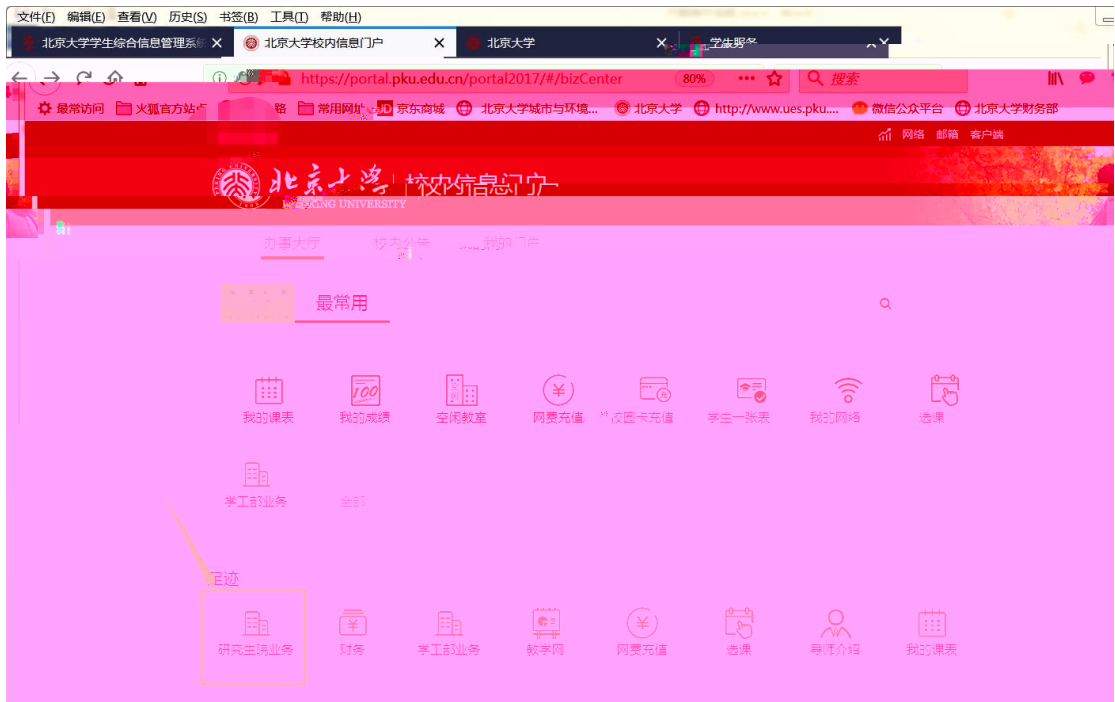 文件(F) 编辑(E) 查看(V) 历史(S) 书签(B) 工具(T) 帮助(H)
北京大学学生综合信息管理系统 北京大学校内信息门户 北京大学
https://portal.pku.edu.cn/portal2017/#/bizCenter 80% 搜索
最常访问 火狐官方站点 常用网址 JD 京东商城 北京大学城市与环境... 北京大学 http://www.ues.pku.... 微信公众平台 北京大学财务部
网络 邮箱 客户端
北京大学 校内信息门户
PEKING UNIVERSITY
办事大厅 校内公告 我的门户
最常用
我的课表 我的成绩 空闲教室 网费充值 校园卡充值 学生一张表 我的网络 选课
学工部业务 全部
足迹
研究生院业务 财务 学工部业务 教学网 网费充值 选课 导师介绍 我的课表